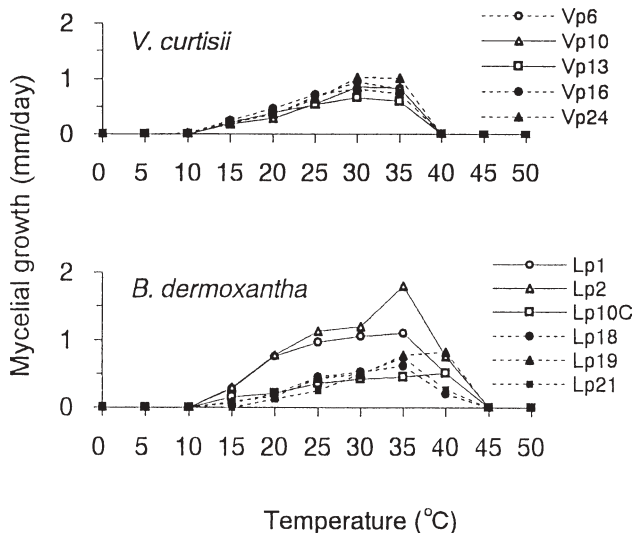 V. curtisii
Vp6
Vp10
Vp13
Vp16
Vp24
2
1
0
0 5 10 15 20 25 30 35 40 45 50
Mycelial growth (mm/day)
B. dermoxantha
Lp1
Lp2
Lp10C
Lp18
Lp19
Lp21
2
1
0
0 5 10 15 20 25 30 35 40 45 50
Temperature (°C)